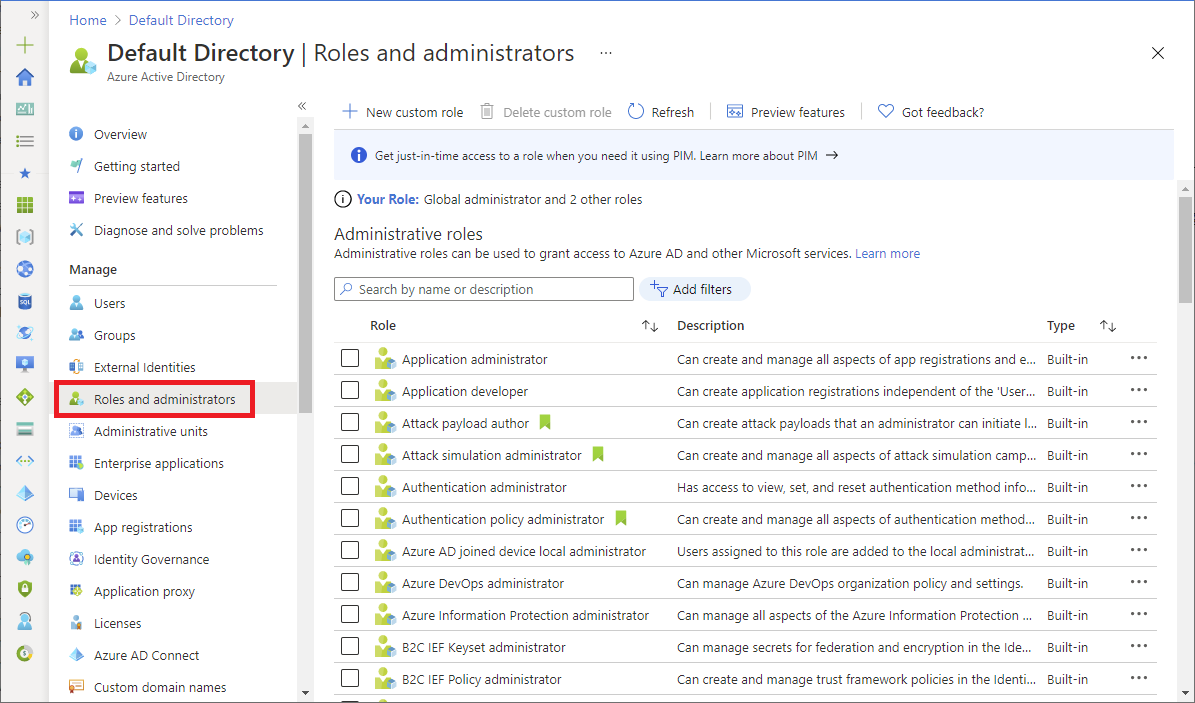 Home > Default Directory
Default Directory | Roles and administrators ...
Azure Active Directory
Overview
Getting started
Preview features
Diagnose and solve problems
Manage
Users
Groups
External Identities
Roles and administrators
Administrative units
Enterprise applications
Devices
App registrations
Identity Governance
Application proxy
Licenses
Azure AD Connect
Custom domain names
New custom role Delete custom role Refresh Preview features Got feedback?
Get just-in-time access to a role when you need it using PIM. Learn more about PIM →
Your Role: Global administrator and 2 other roles
Administrative roles
Administrative roles can be used to grant access to Azure AD and other Microsoft services. Learn more
Search by name or description Add filters
Role Description Type
Application administrator Can create and manage all aspects of app registrations and e... Built-in
Application developer Can create application registrations independent of the 'User... Built-in
Attack payload author Can create attack payloads that an administrator can initiate l... Built-in
Attack simulation administrator Can create and manage all aspects of attack simulation camp... Built-in
Authentication administrator Has access to view, set, and reset authentication method info... Built-in
Authentication policy administrator Can create and manage all aspects of authentication method... Built-in
Azure AD joined device local administrator Users assigned to this role are added to the local administrat... Built-in
Azure DevOps administrator Can manage Azure DevOps organization policy and settings. Built-in
Azure Information Protection administrator Can manage all aspects of the Azure Information Protection ... Built-in
B2C IEF Keyset administrator Can manage secrets for federation and encryption in the Ide... Built-in
B2C IEF Policy administrator Can create and manage trust framework policies in the Identi... Built-in